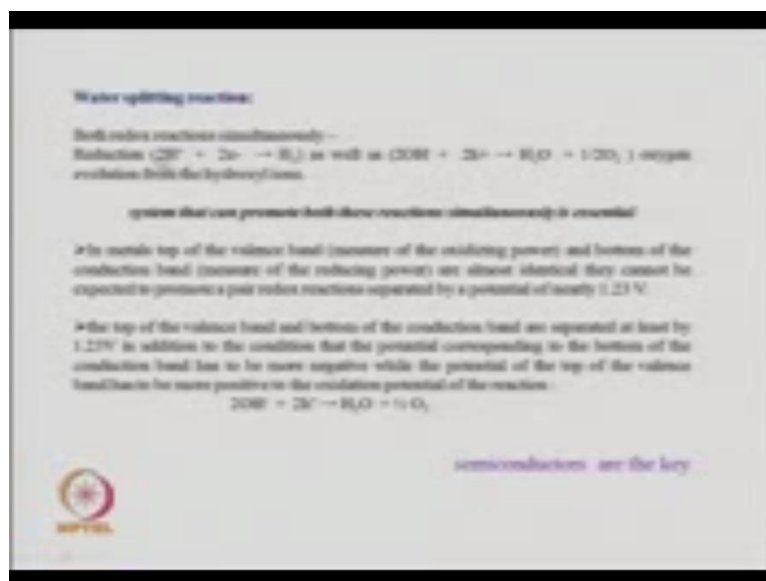 Water splitting reaction:
Both redox reactions simultaneously –
Reduction (2H⁺ + 2e- → H₂) as well as (2OH⁻ + 2h+ → H₂O + 1/2O₂ ) oxygen
evolution from the hydroxyl ions.
system that can promote both these reactions simultaneously is essential
➢In metals top of the valence band (measure of the oxidizing power) and bottom of the
conduction band (measure of the reducing power) are almost identical they cannot be
expected to promote a pair redox reactions separated by a potential of nearly 1.23 V.
➢the top of the valence band and bottom of the conduction band are separated at least by
1.23V in addition to the condition that the potential corresponding to the bottom of the
conduction band has to be more negative while the potential of the top of the valence
band has to be more positive to the oxidation potential of the reaction
2OH⁻ + 2h⁺ → H₂O + ½ O₂
semiconductors are the key
NPTEL